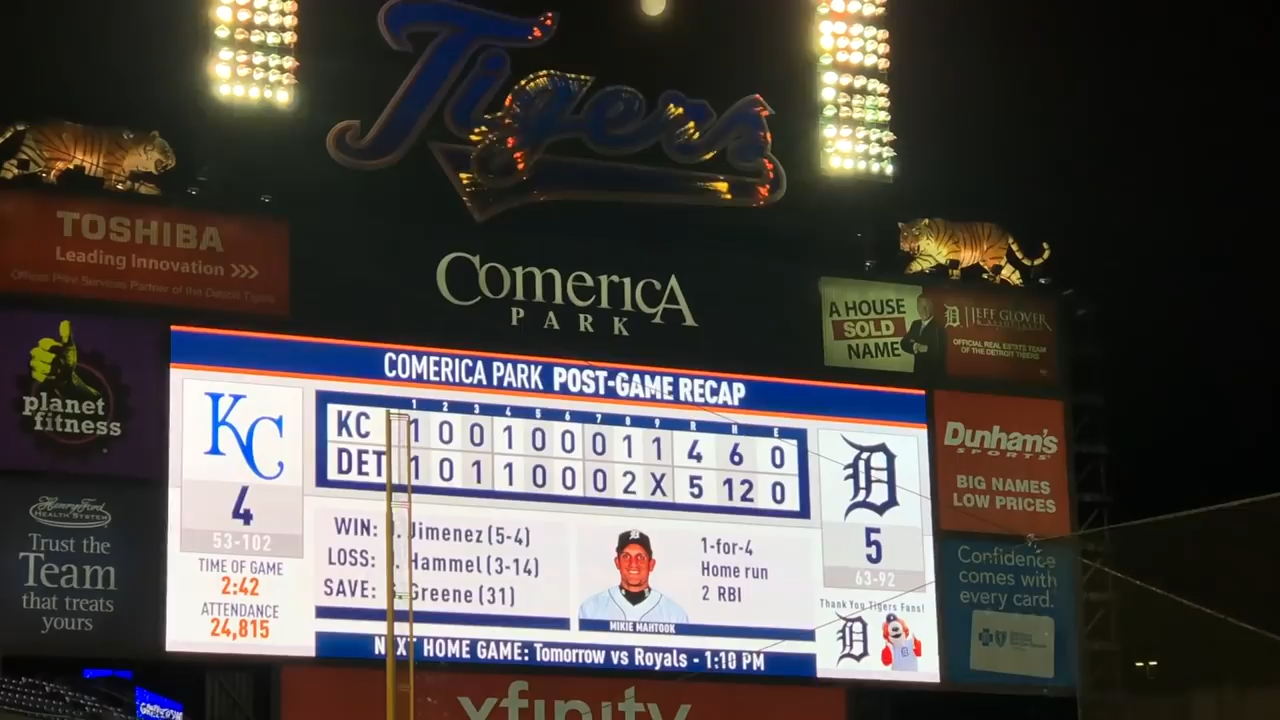 Tigers
TOSHIBA
Leading Innovation >>>
Official Print Services Partner of the Detroit Tigers
COMERICA
PARK
A HOUSE
SOLD
NAME
D JEFF GLOVER
OFFICIAL REAL ESTATE TEAM
OF THE DETROIT TIGERS
planet
fitness
Dunham's
SPORTS
BIG NAMES
LOW PRICES
Henry Ford
HEALTH SYSTEM
Trust the
Team
that treats
yours
Confidence
comes with
every card.
COMERICA PARK POST-GAME RECAP
KC
4
53-102
TIME OF GAME
2:42
ATTENDANCE
24,815
1 2 3 4 5 6 7 8 9 R H E
KC 1 0 0 1 0 0 0 1 1 4 6 0
DET 1 0 1 1 0 0 0 2 X 5 12 0
WIN: Jimenez (5-4)
LOSS: Hammel (3-14)
SAVE: Greene (31)
MIKIE MAHTOOK
1-for-4
Home run
2 RBI
D
5
63-92
Thank You Tigers Fans!
D
NEXT HOME GAME: Tomorrow vs Royals - 1:10 PM
xfinity